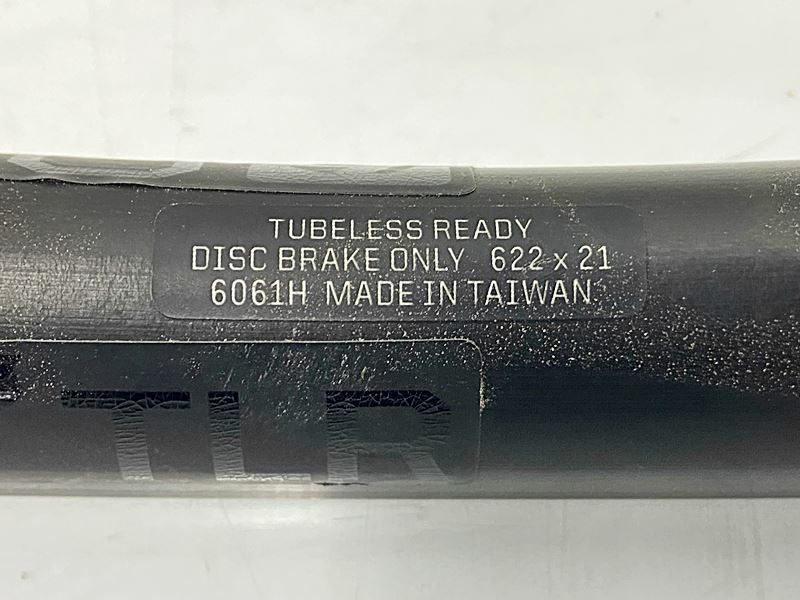 TUBELESS READY
DISC BRAKE ONLY 622 x 21
6061H MADE IN TAIWAN
TLR